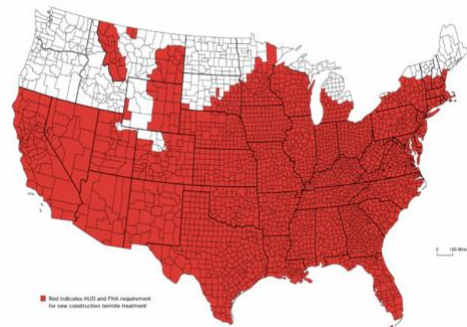 0 100 Miles
Red indicates HUD and FHA requirement
for new construction termite treatment